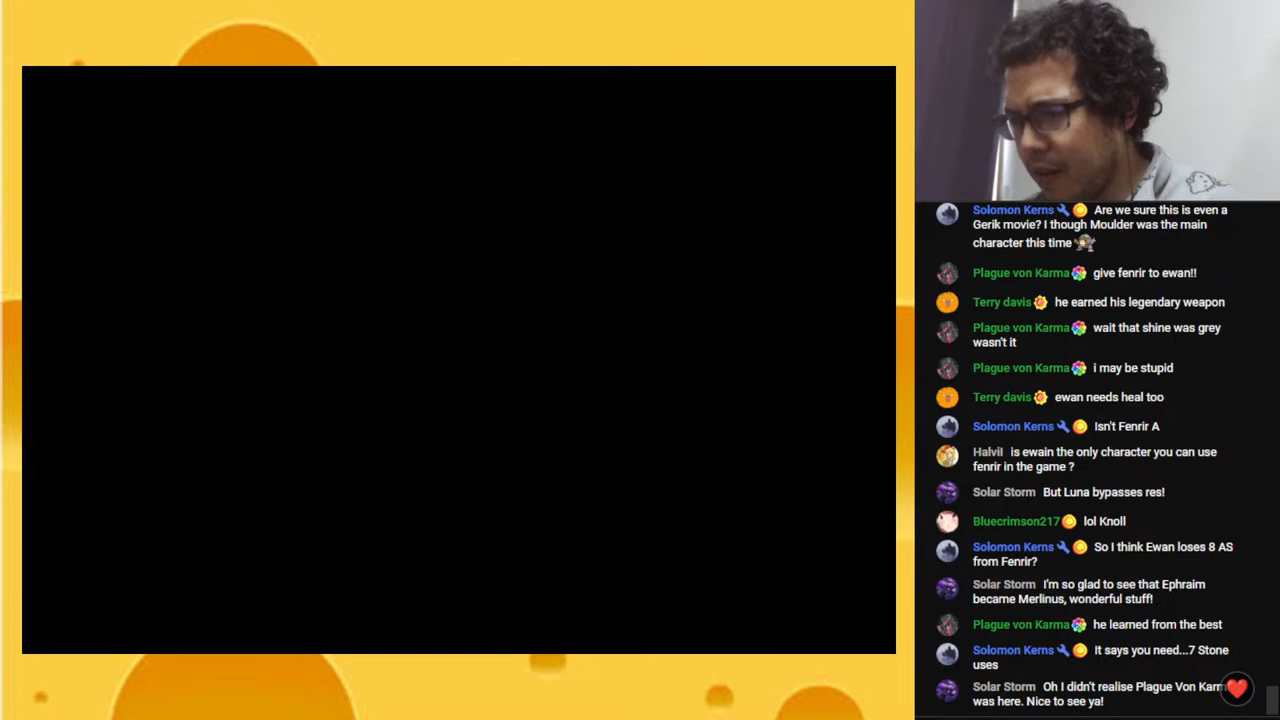 Solomon Kerns Are we sure this is even a
Gerik movie? I though Moulder was the main
character this time
Plague von Karma give fenrir to ewan!!
Terry davis he earned his legendary weapon
Plague von Karma wait that shine was grey
wasn't it
Plague von Karma i may be stupid
Terry davis ewan needs heal too
Solomon Kerns Isn't Fenrir A
Halvil is ewain the only character you can use
fenrir in the game ?
Solar Storm But Luna bypasses res!
Bluecrimson217 lol Knoll
Solomon Kerns So I think Ewan loses 8 AS
from Fenrir?
Solar Storm I'm so glad to see that Ephraim
became Merlinus, wonderful stuff!
Plague von Karma he learned from the best
Solomon Kerns It says you need...7 Stone
uses
Solar Storm Oh I didn't realise Plague Von Karm
was here. Nice to see ya!